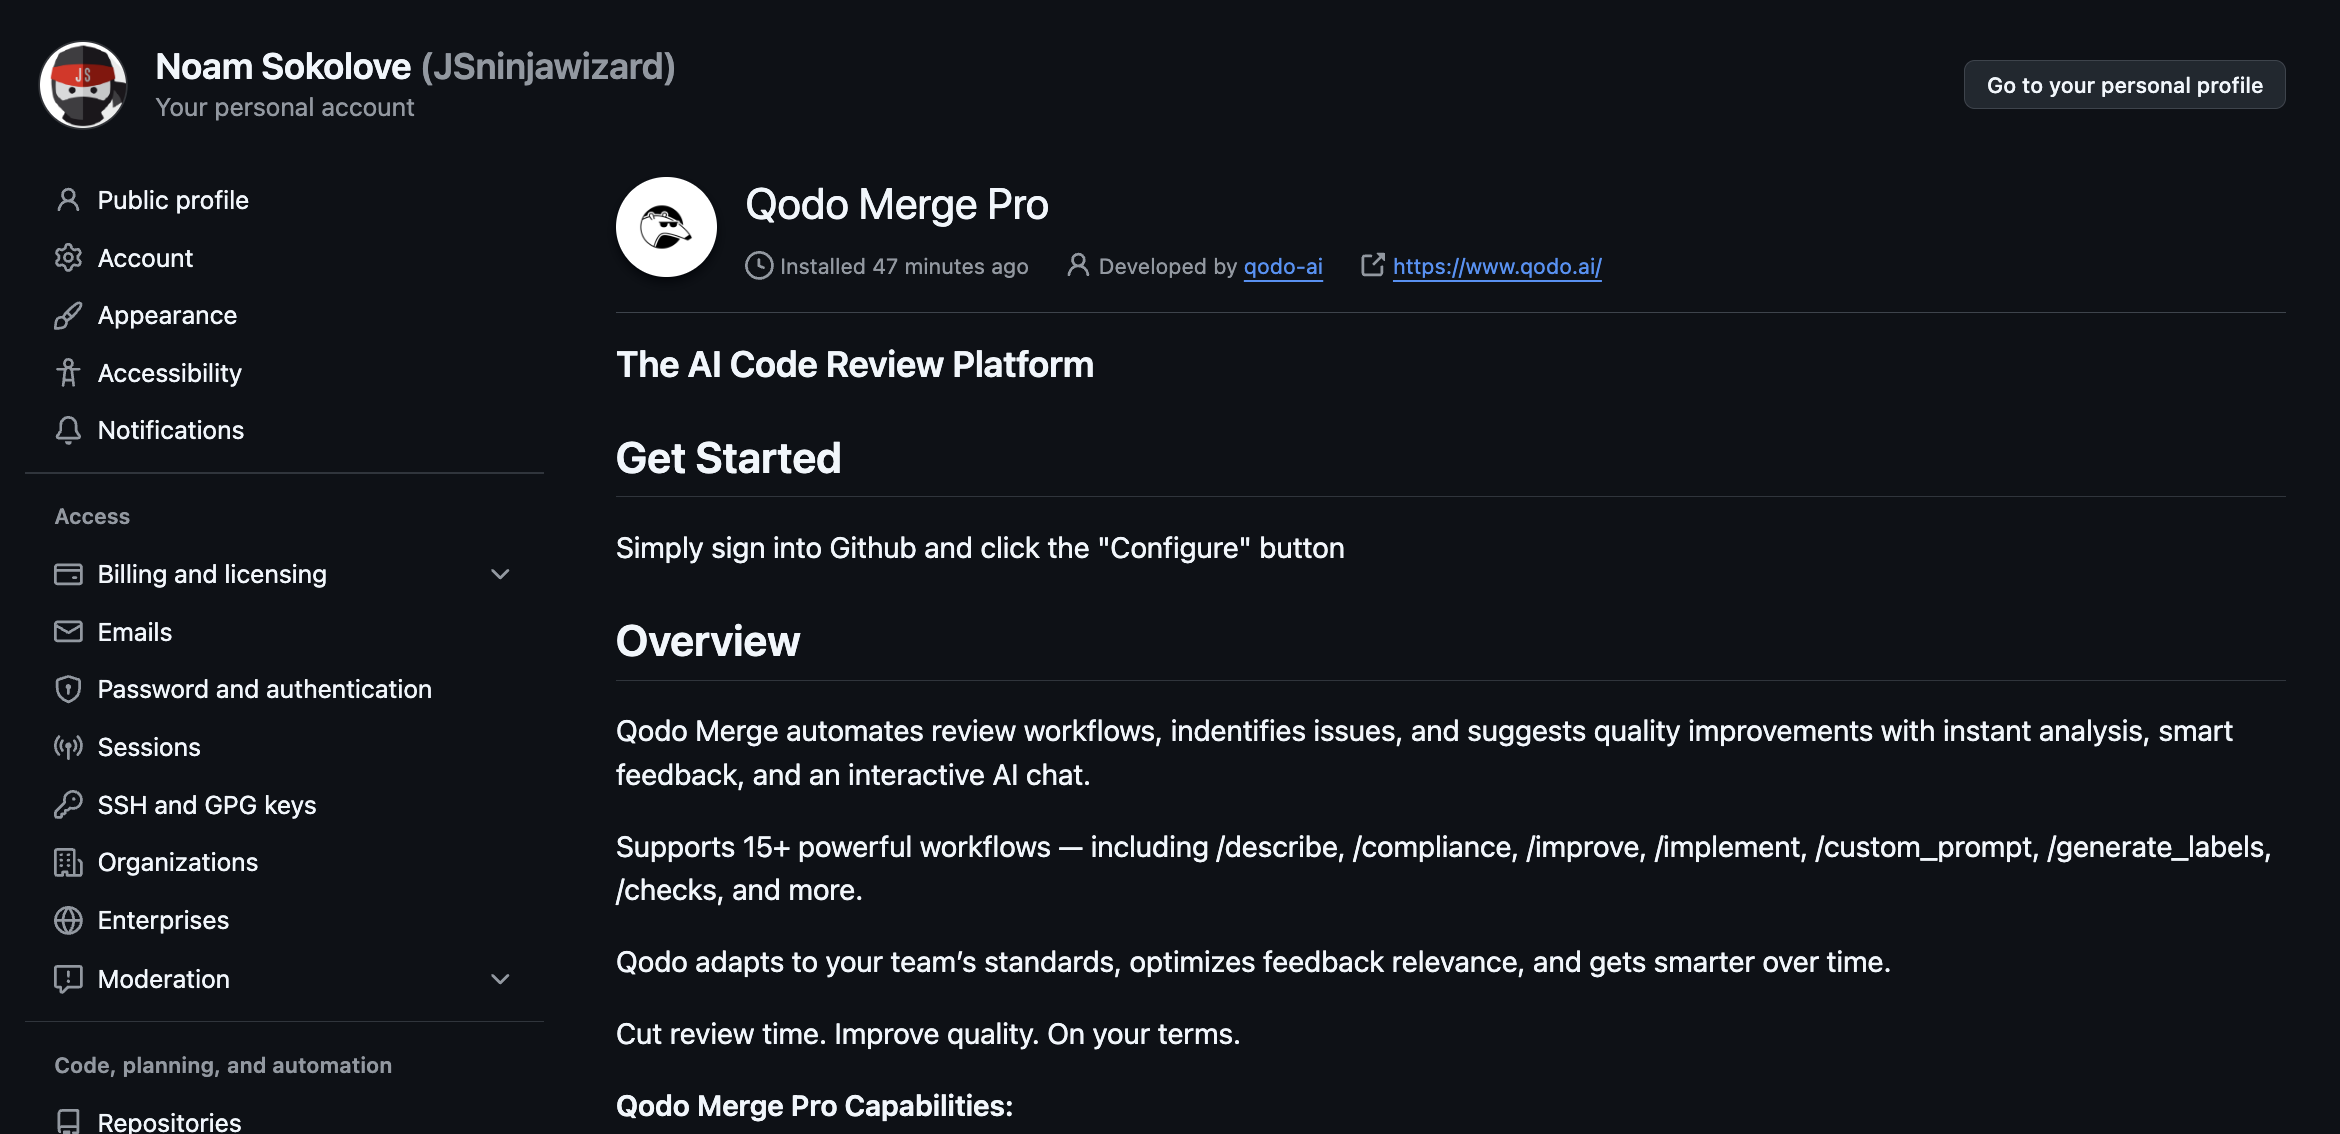 Noam Sokolove (JSninjawizard)
Your personal account
Go to your personal profile
JS
Public profile
Account
Appearance
Accessibility
Notifications
Access
Billing and licensing
Emails
Password and authentication
Sessions
SSH and GPG keys
Organizations
Enterprises
Moderation
Code, planning, and automation
Repositories
Qodo Merge Pro
Installed 47 minutes ago Developed by qodo-ai https://www.qodo.ai/
The AI Code Review Platform
Get Started
Simply sign into Github and click the "Configure" button
Overview
Qodo Merge automates review workflows, indentifies issues, and suggests quality improvements with instant analysis, smart
feedback, and an interactive AI chat.
Supports 15+ powerful workflows — including /describe, /compliance, /improve, /implement, /custom_prompt, /generate_labels,
/checks, and more.
Qodo adapts to your team’s standards, optimizes feedback relevance, and gets smarter over time.
Cut review time. Improve quality. On your terms.
Qodo Merge Pro Capabilities: